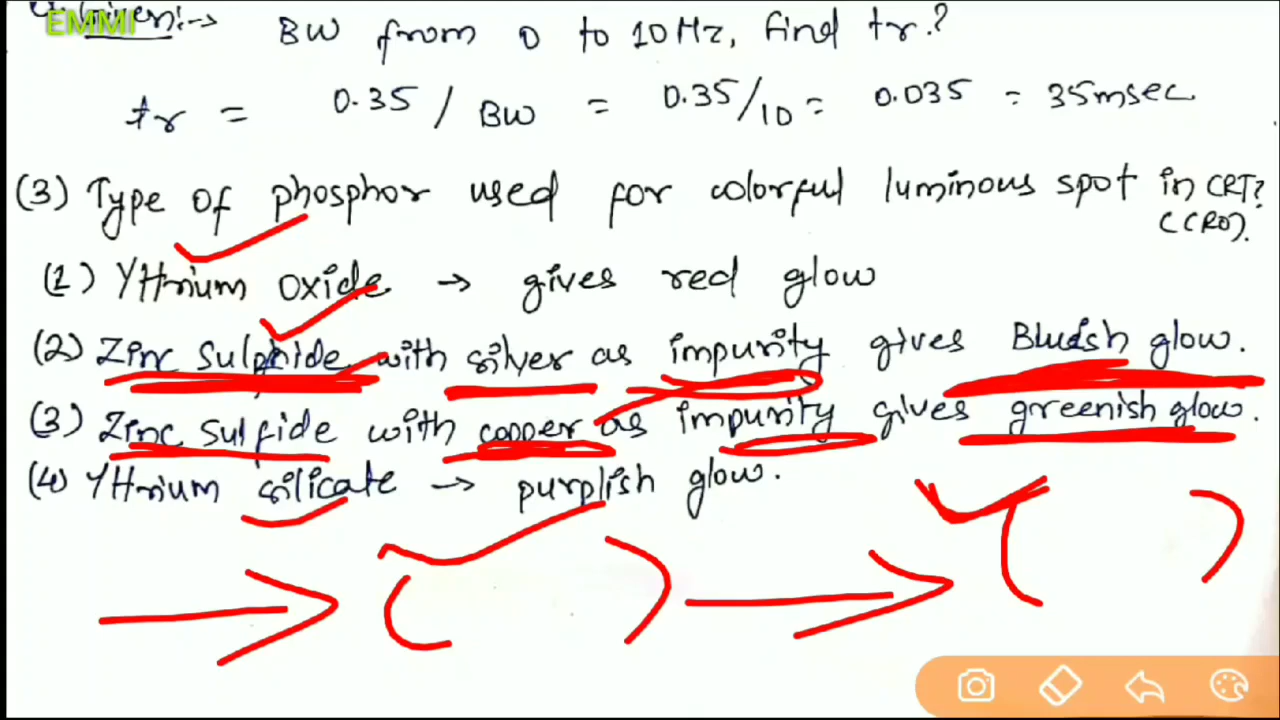 EMMI
BW from 0 to 10Hz, find tr?
tr = 0.35 / BW = 0.35/10 = 0.035 = 35msec
(3) Type of phosphor used for colorful luminous spot in CRT?
(CRO).
(1) Yttrium oxide → gives red glow
(2) Zinc sulphide with silver as impurity gives Bluish glow.
(3) Zinc sulfide with copper as impurity gives greenish glow.
(4) Yttrium silicate → purplish glow.